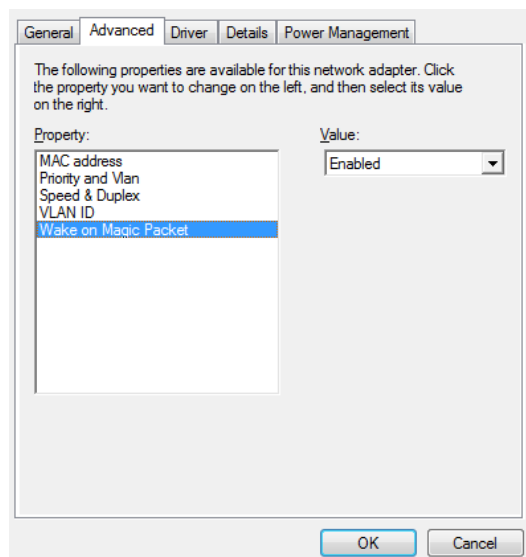 General Advanced Driver Details Power Management
The following properties are available for this network adapter. Click
the property you want to change on the left, and then select its value
on the right.
Property: Value:
MAC address Enabled
Priority and Vlan
Speed & Duplex
VLAN ID
Wake on Magic Packet
OK Cancel